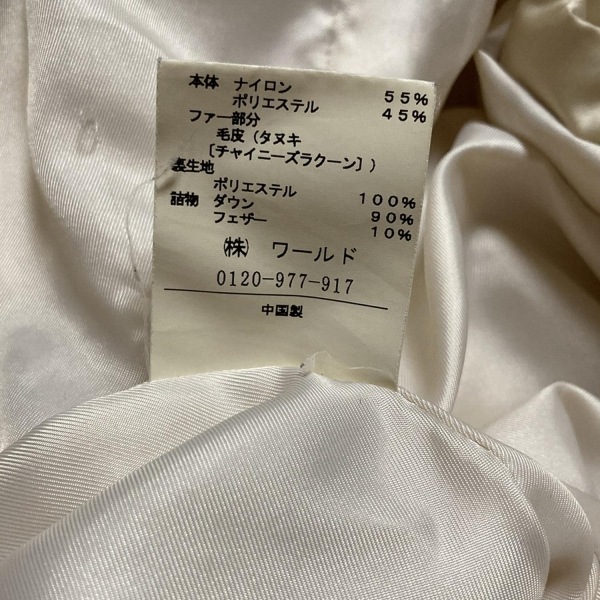 本体 ナイロン 55%
ポリエステル 45%
ファー部分
毛皮（タヌキ
［チャイニーズラクーン］）
裏生地
ポリエステル 100%
詰物 ダウン 90%
フェザー 10%
㈱ ワールド
0120-977-917
中国製